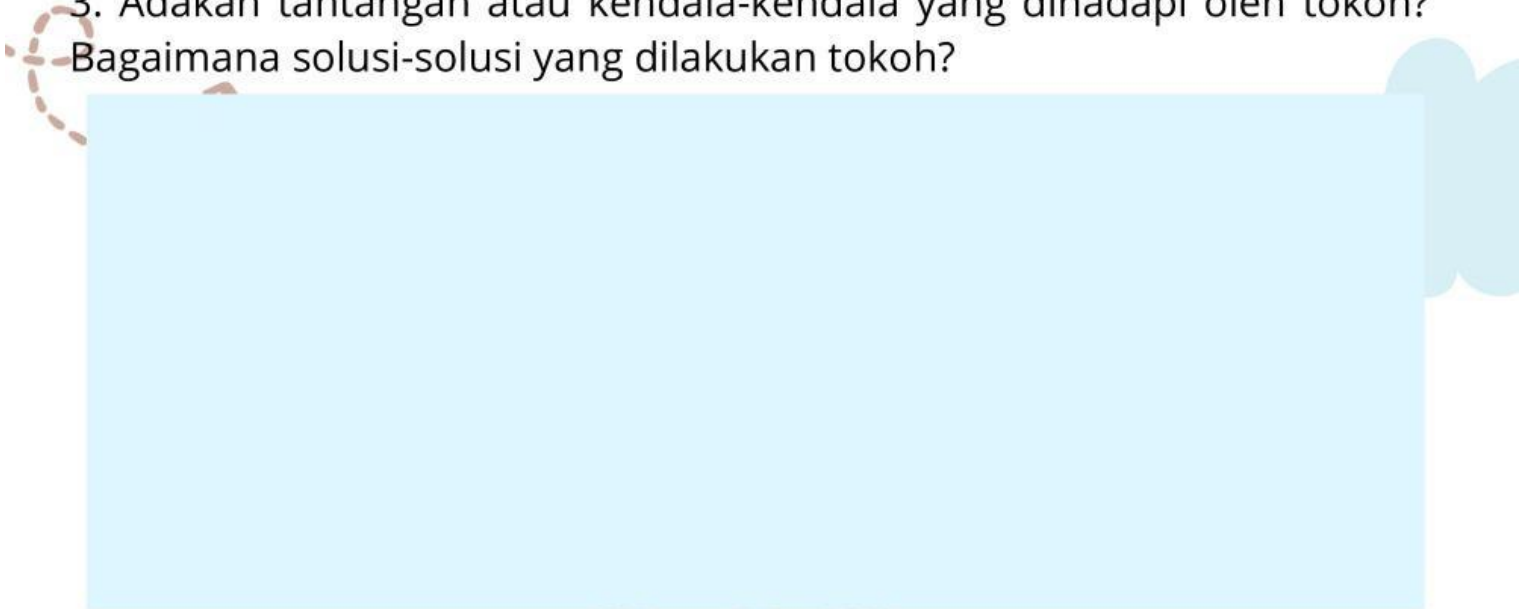 3. Adakah tantangan atau kendala-kendala yang dihadapi oleh tokoh?
Bagaimana solusi-solusi yang dilakukan tokoh?